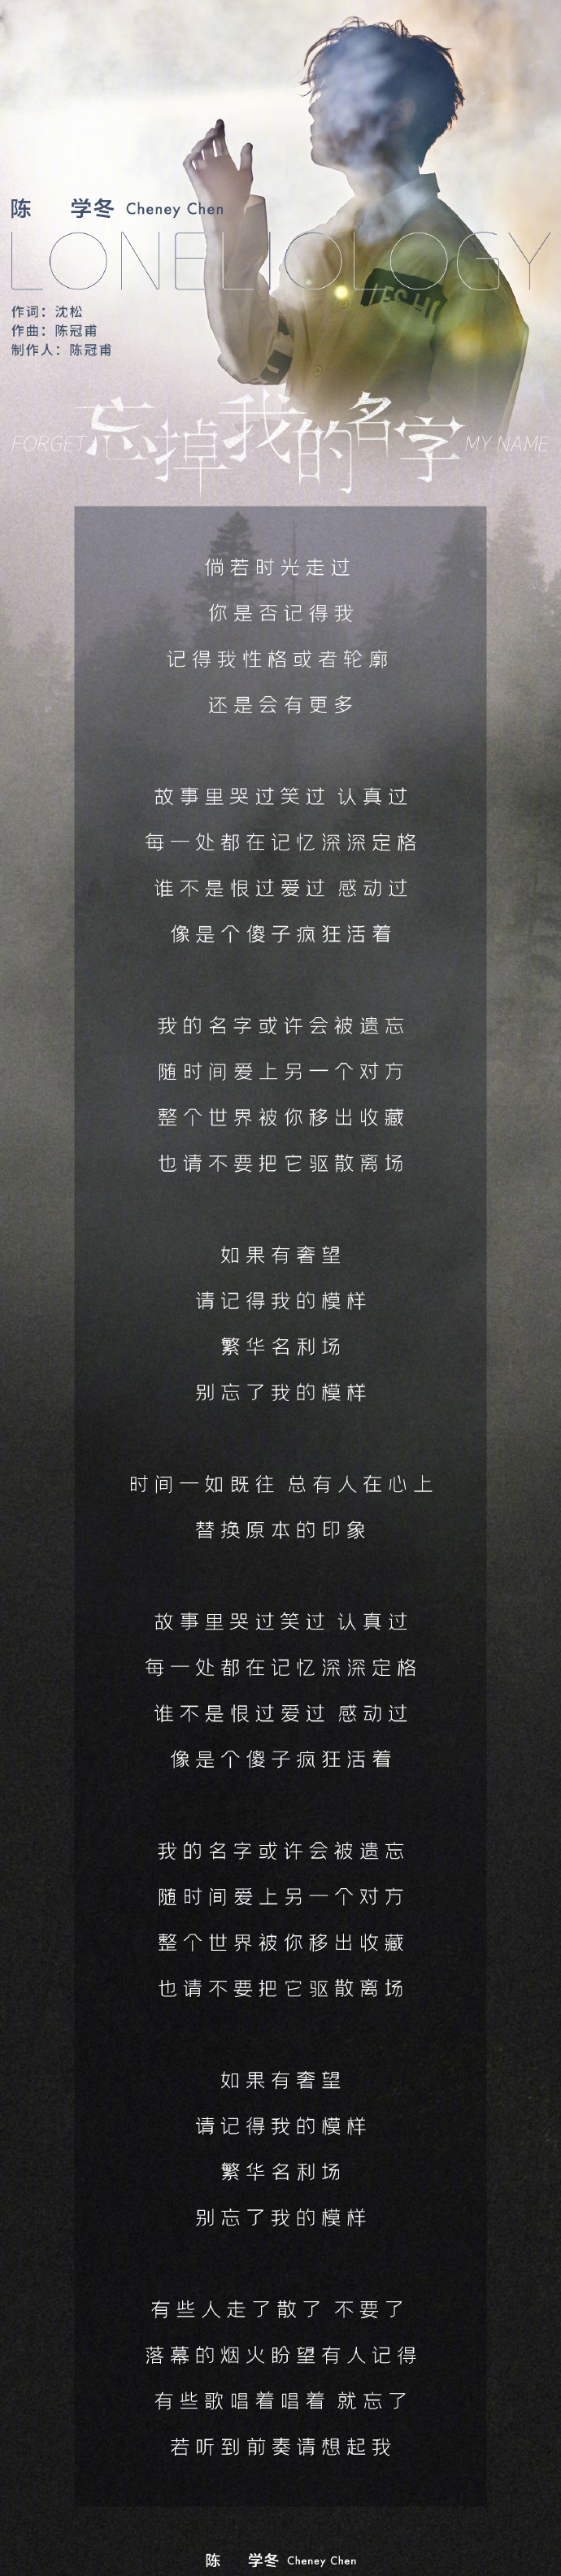 陈 学冬 Cheney Chen
LONELIOLOGY
作词：沈松
作曲：陈冠甫
制作人：陈冠甫
FORGET 忘掉我的名字 MY NAME
倘若时光走过
你是否记得我
记得我性格或者轮廓
还是会有更多
故事里哭过笑过 认真过
每一处都在记忆深深定格
谁不是恨过爱过 感动过
像是个傻子疯狂活着
我的名字或许会被遗忘
随时间爱上另一个对方
整个世界被你移出收藏
也请不要把它驱散离场
如果有奢望
请记得我的模样
繁华名利场
别忘了我的模样
时间一如既往 总有人在心上
替换原本的印象
故事里哭过笑过 认真过
每一处都在记忆深深定格
谁不是恨过爱过 感动过
像是个傻子疯狂活着
我的名字或许会被遗忘
随时间爱上另一个对方
整个世界被你移出收藏
也请不要把它驱散离场
如果有奢望
请记得我的模样
繁华名利场
别忘了我的模样
有些人走了散了 不要了
落幕的烟火盼望有人记得
有些歌唱着唱着 就忘了
若听到前奏请想起我
陈 学冬 Cheney Chen